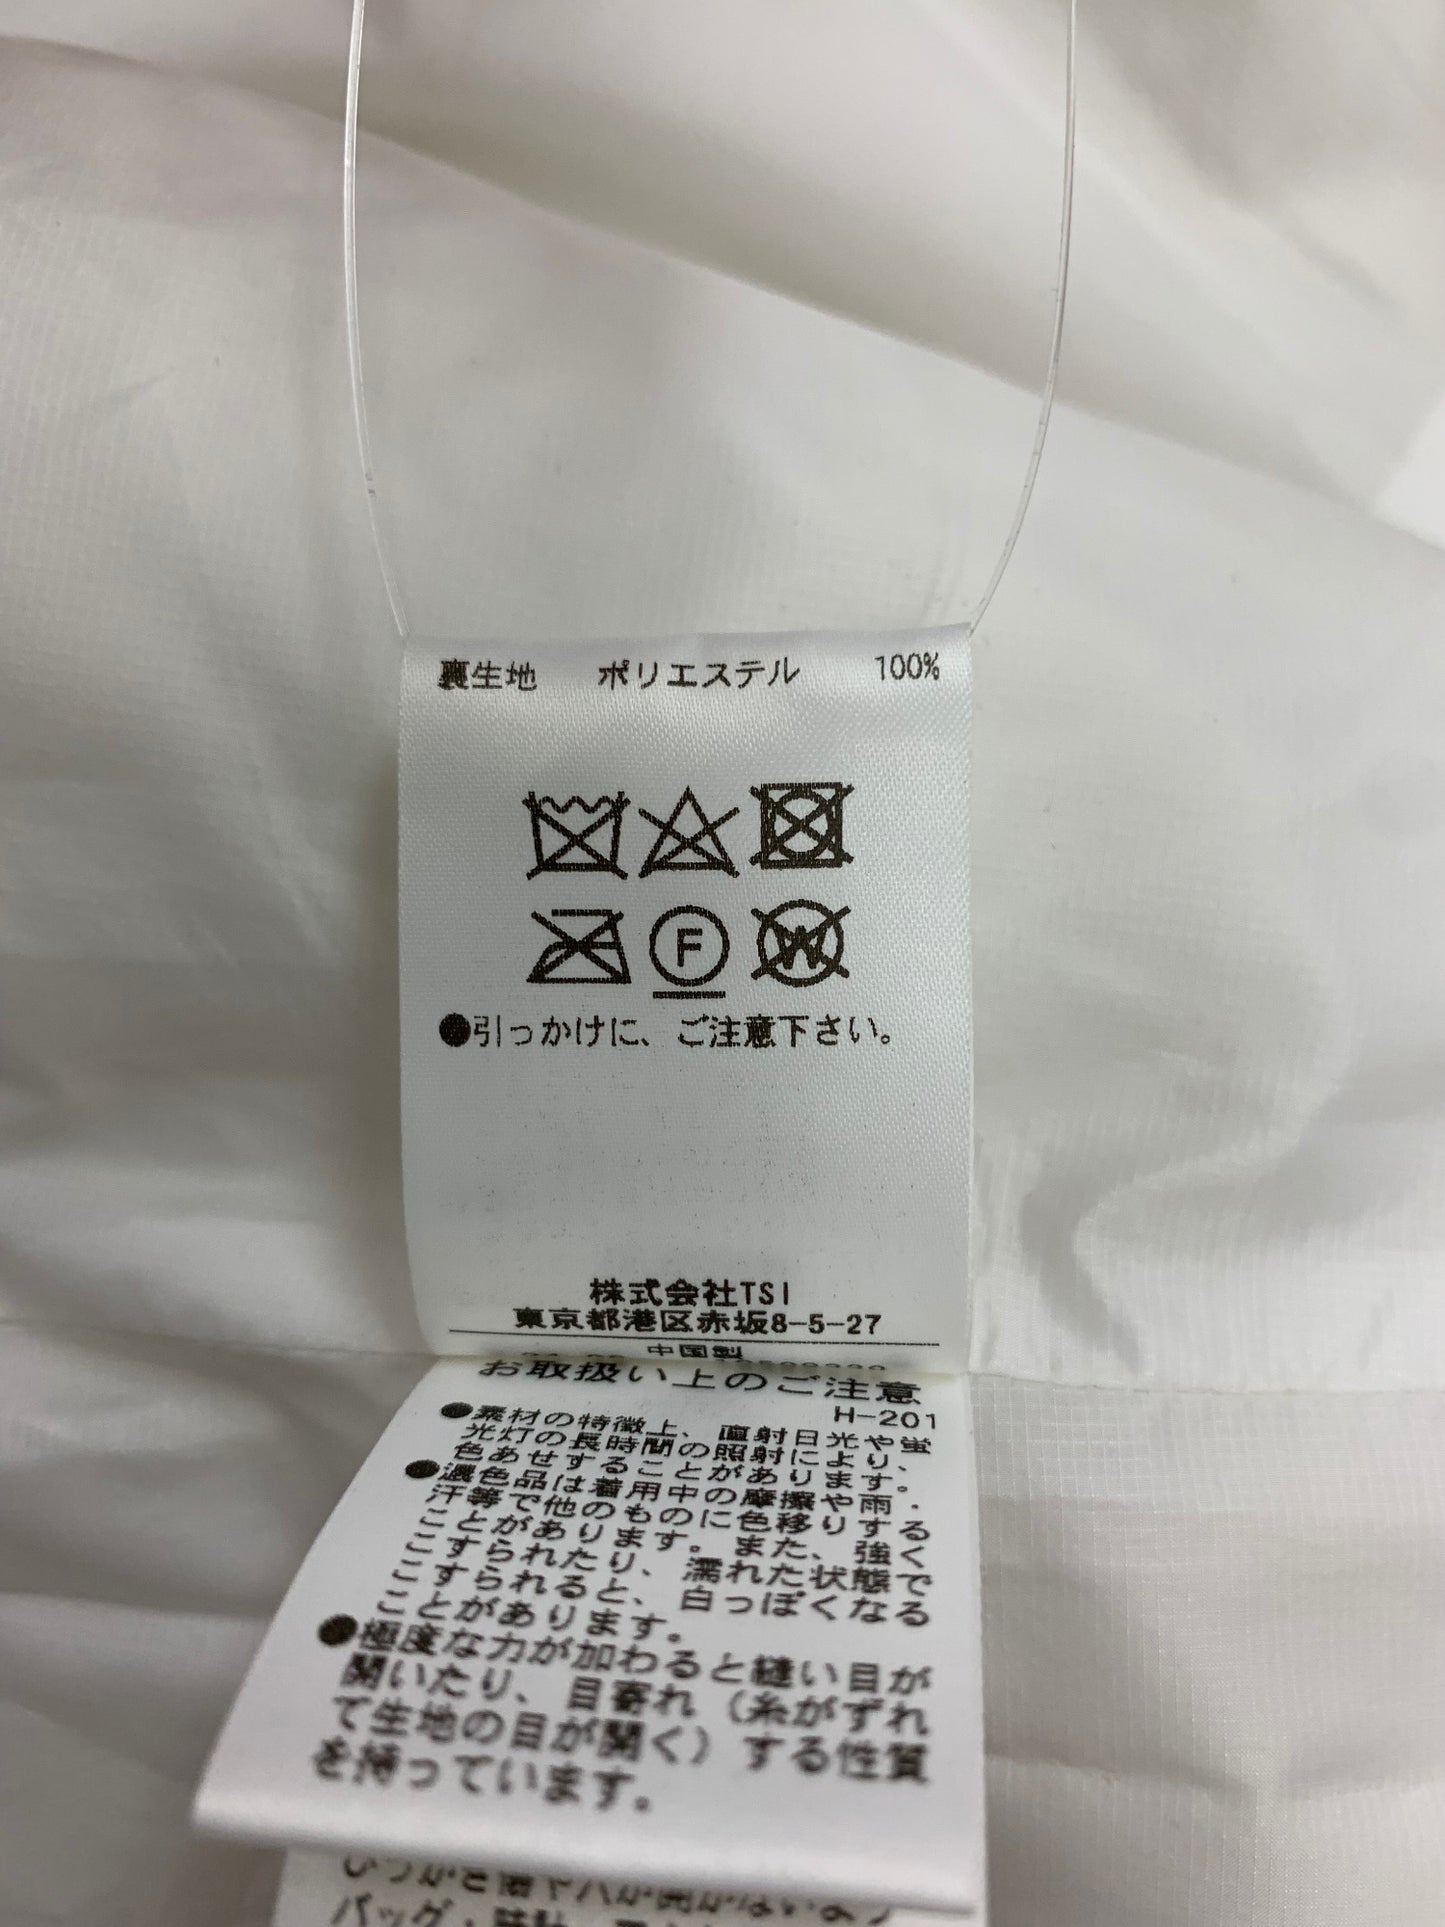 裏生地 ポリエステル 100%
F
W
●引っかけに、ご注意下さい。
株式会社TSI
東京都港区赤坂8-5-27
中国製
お取扱い上のご注意
H-201
●素材の特徴上、直射日光や蛍
光灯の長時間の照射により、
色あせすることがあります。
●濃色品は着用中の摩擦や雨・
汗等で他のものに色移りする
ことがあります。また、強く
こすられたり、濡れた状態で
こすられると、白っぽくなる
ことがあります。
●極度な力が加わると縫い目が
開いたり、目寄れ（糸がずれ
て生地の目が開く）する性質
を持っています。
バッグ・時計